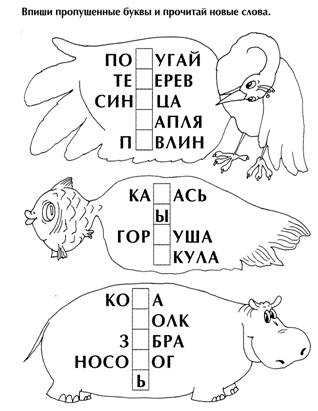 Впиши пропущенные буквы и прочитай новые слова.
ПО УГАЙ
ТЕ ЕРЕВ
СИН ЦА
АПЛЯ
П ВЛИН
КА АСЬ
Ы
ГОР УША
КУЛА
КО А
ОЛК
З БРА
НОСО ОГ
Ь